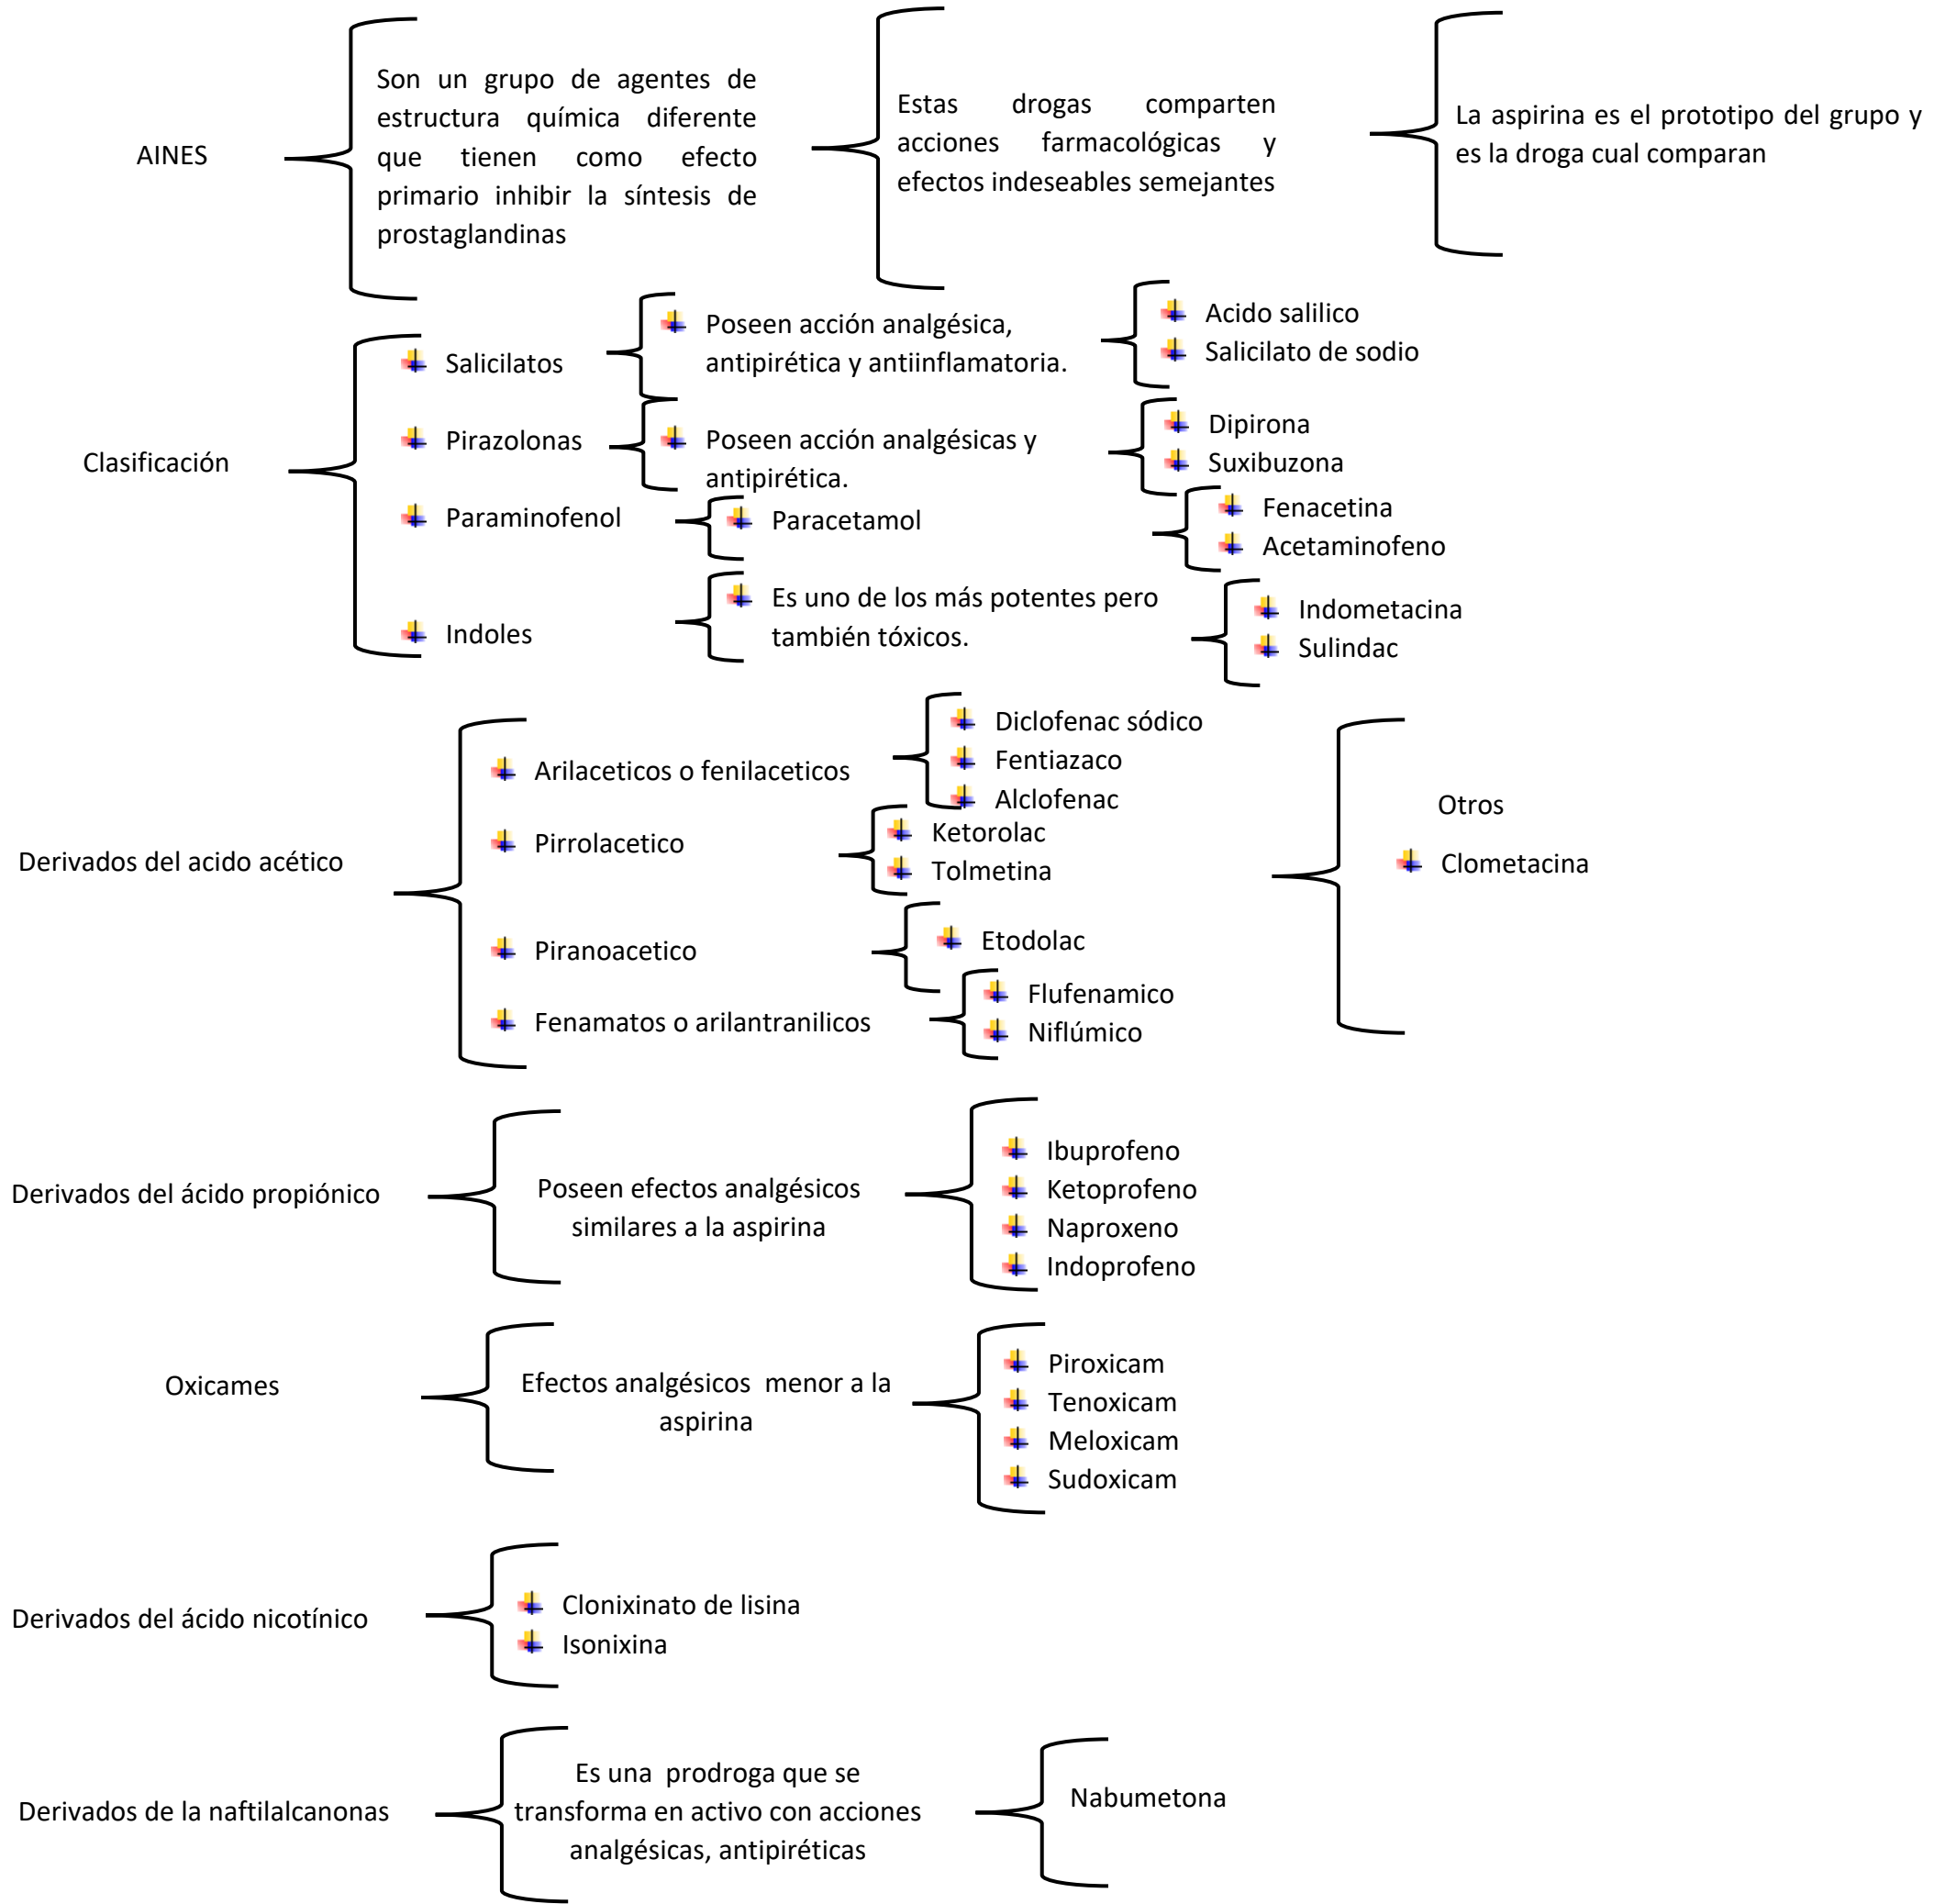 AINES
Son un grupo de agentes de
estructura química diferente
que tienen como efecto
primario inhibir la síntesis de
prostaglandinas
Estas drogas comparten
acciones farmacológicas y
efectos indeseables semejantes
La aspirina es el prototipo del grupo y
es la droga cual comparan
Clasificación
Salicilatos
Poseen acción analgésica,
antipirética y antiinflamatoria.
Acido salilico
Salicilato de sodio
Pirazolonas
Poseen acción analgésicas y
antipirética.
Dipirona
Suxibuzona
Paraminofenol
Paracetamol
Fenacetina
Acetaminofeno
Indoles
Es uno de los más potentes pero
también tóxicos.
Indometacina
Sulindac
Derivados del acido acético
Arilaceticos o fenilaceticos
Diclofenac sódico
Fentiazaco
Alclofenac
Pirrolacetico
Ketorolac
Tolmetina
Piranoacetico
Etodolac
Fenamatos o arilantranilicos
Flufenamico
Niflúmico
Otros
Clometacina
Derivados del ácido propiónico
Poseen efectos analgésicos
similares a la aspirina
Ibuprofeno
Ketoprofeno
Naproxeno
Indoprofeno
Oxicames
Efectos analgésicos menor a la
aspirina
Piroxicam
Tenoxicam
Meloxicam
Sudoxicam
Derivados del ácido nicotínico
Clonixinato de lisina
Isonixina
Derivados de la naftilalcanonas
Es una prodroga que se
transforma en activo con acciones
analgésicas, antipiréticas
Nabumetona